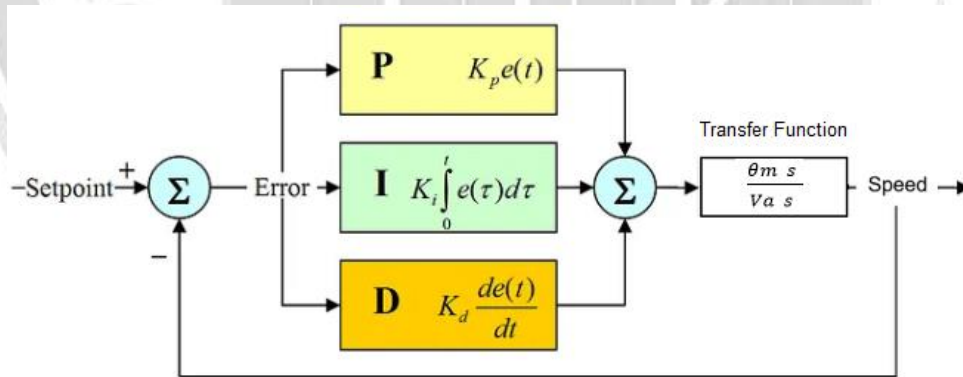 P K_p e(t)
Transfer Function
Setpoint
+
Σ
Error
I K_i ∫_0^t e(τ)dτ
Σ
θm s
Va s
Speed
−
D K_d de(t)
dt